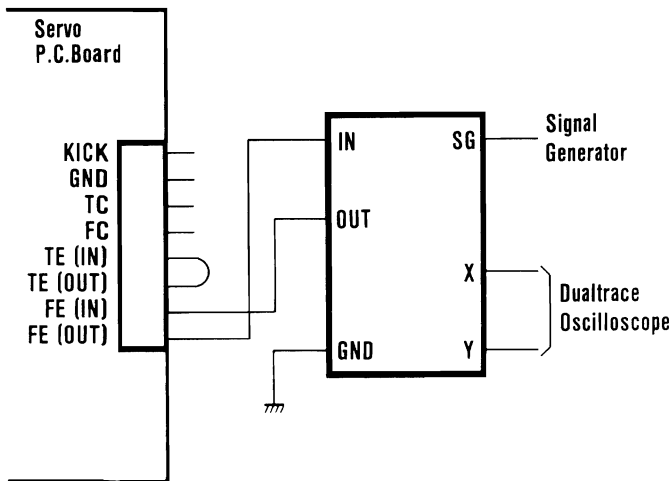 Servo
P.C.Board
KICK
GND
TC
FC
TE (IN)
TE (OUT)
FE (IN)
FE (OUT)
IN
OUT
GND
SG
X
Y
Signal
Generator
Dualtrace
Oscilloscope